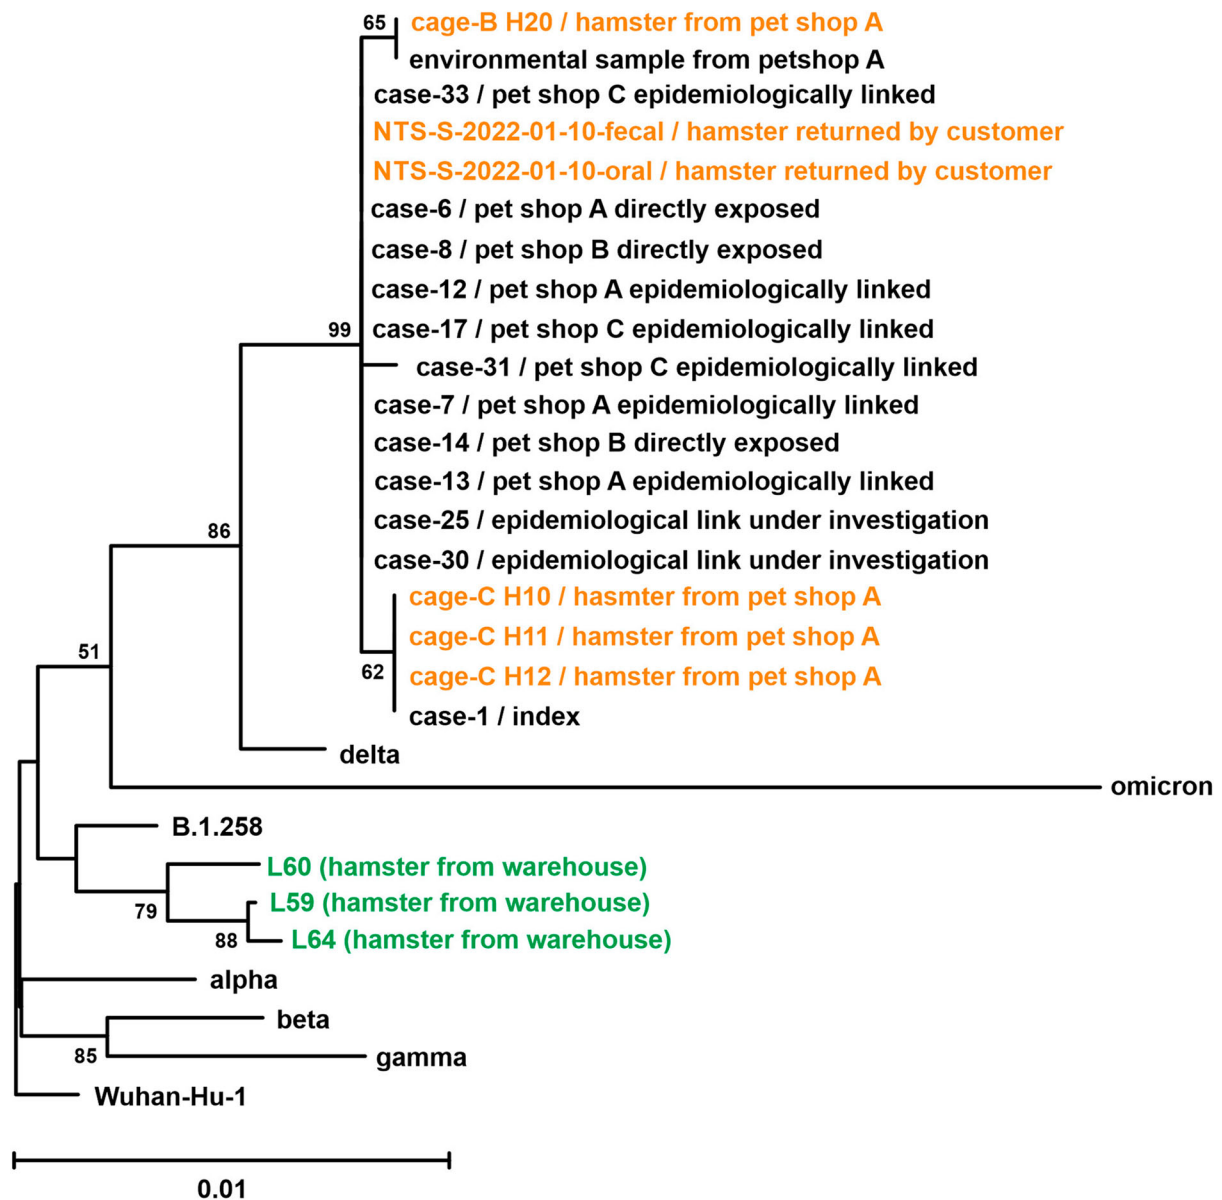 65
cage-B H20 / hamster from pet shop A
environmental sample from petshop A
case-33 / pet shop C epidemiologically linked
NTS-S-2022-01-10-fecal / hamster returned by customer
NTS-S-2022-01-10-oral / hamster returned by customer
case-6 / pet shop A directly exposed
case-8 / pet shop B directly exposed
case-12 / pet shop A epidemiologically linked
99
case-17 / pet shop C epidemiologically linked
case-31 / pet shop C epidemiologically linked
case-7 / pet shop A epidemiologically linked
case-14 / pet shop B directly exposed
case-13 / pet shop A epidemiologically linked
case-25 / epidemiological link under investigation
86
case-30 / epidemiological link under investigation
cage-C H10 / hasmter from pet shop A
cage-C H11 / hamster from pet shop A
51
62
cage-C H12 / hamster from pet shop A
case-1 / index
delta
omicron
B.1.258
L60 (hamster from warehouse)
L59 (hamster from warehouse)
79
88
L64 (hamster from warehouse)
alpha
beta
85
gamma
Wuhan-Hu-1
0.01